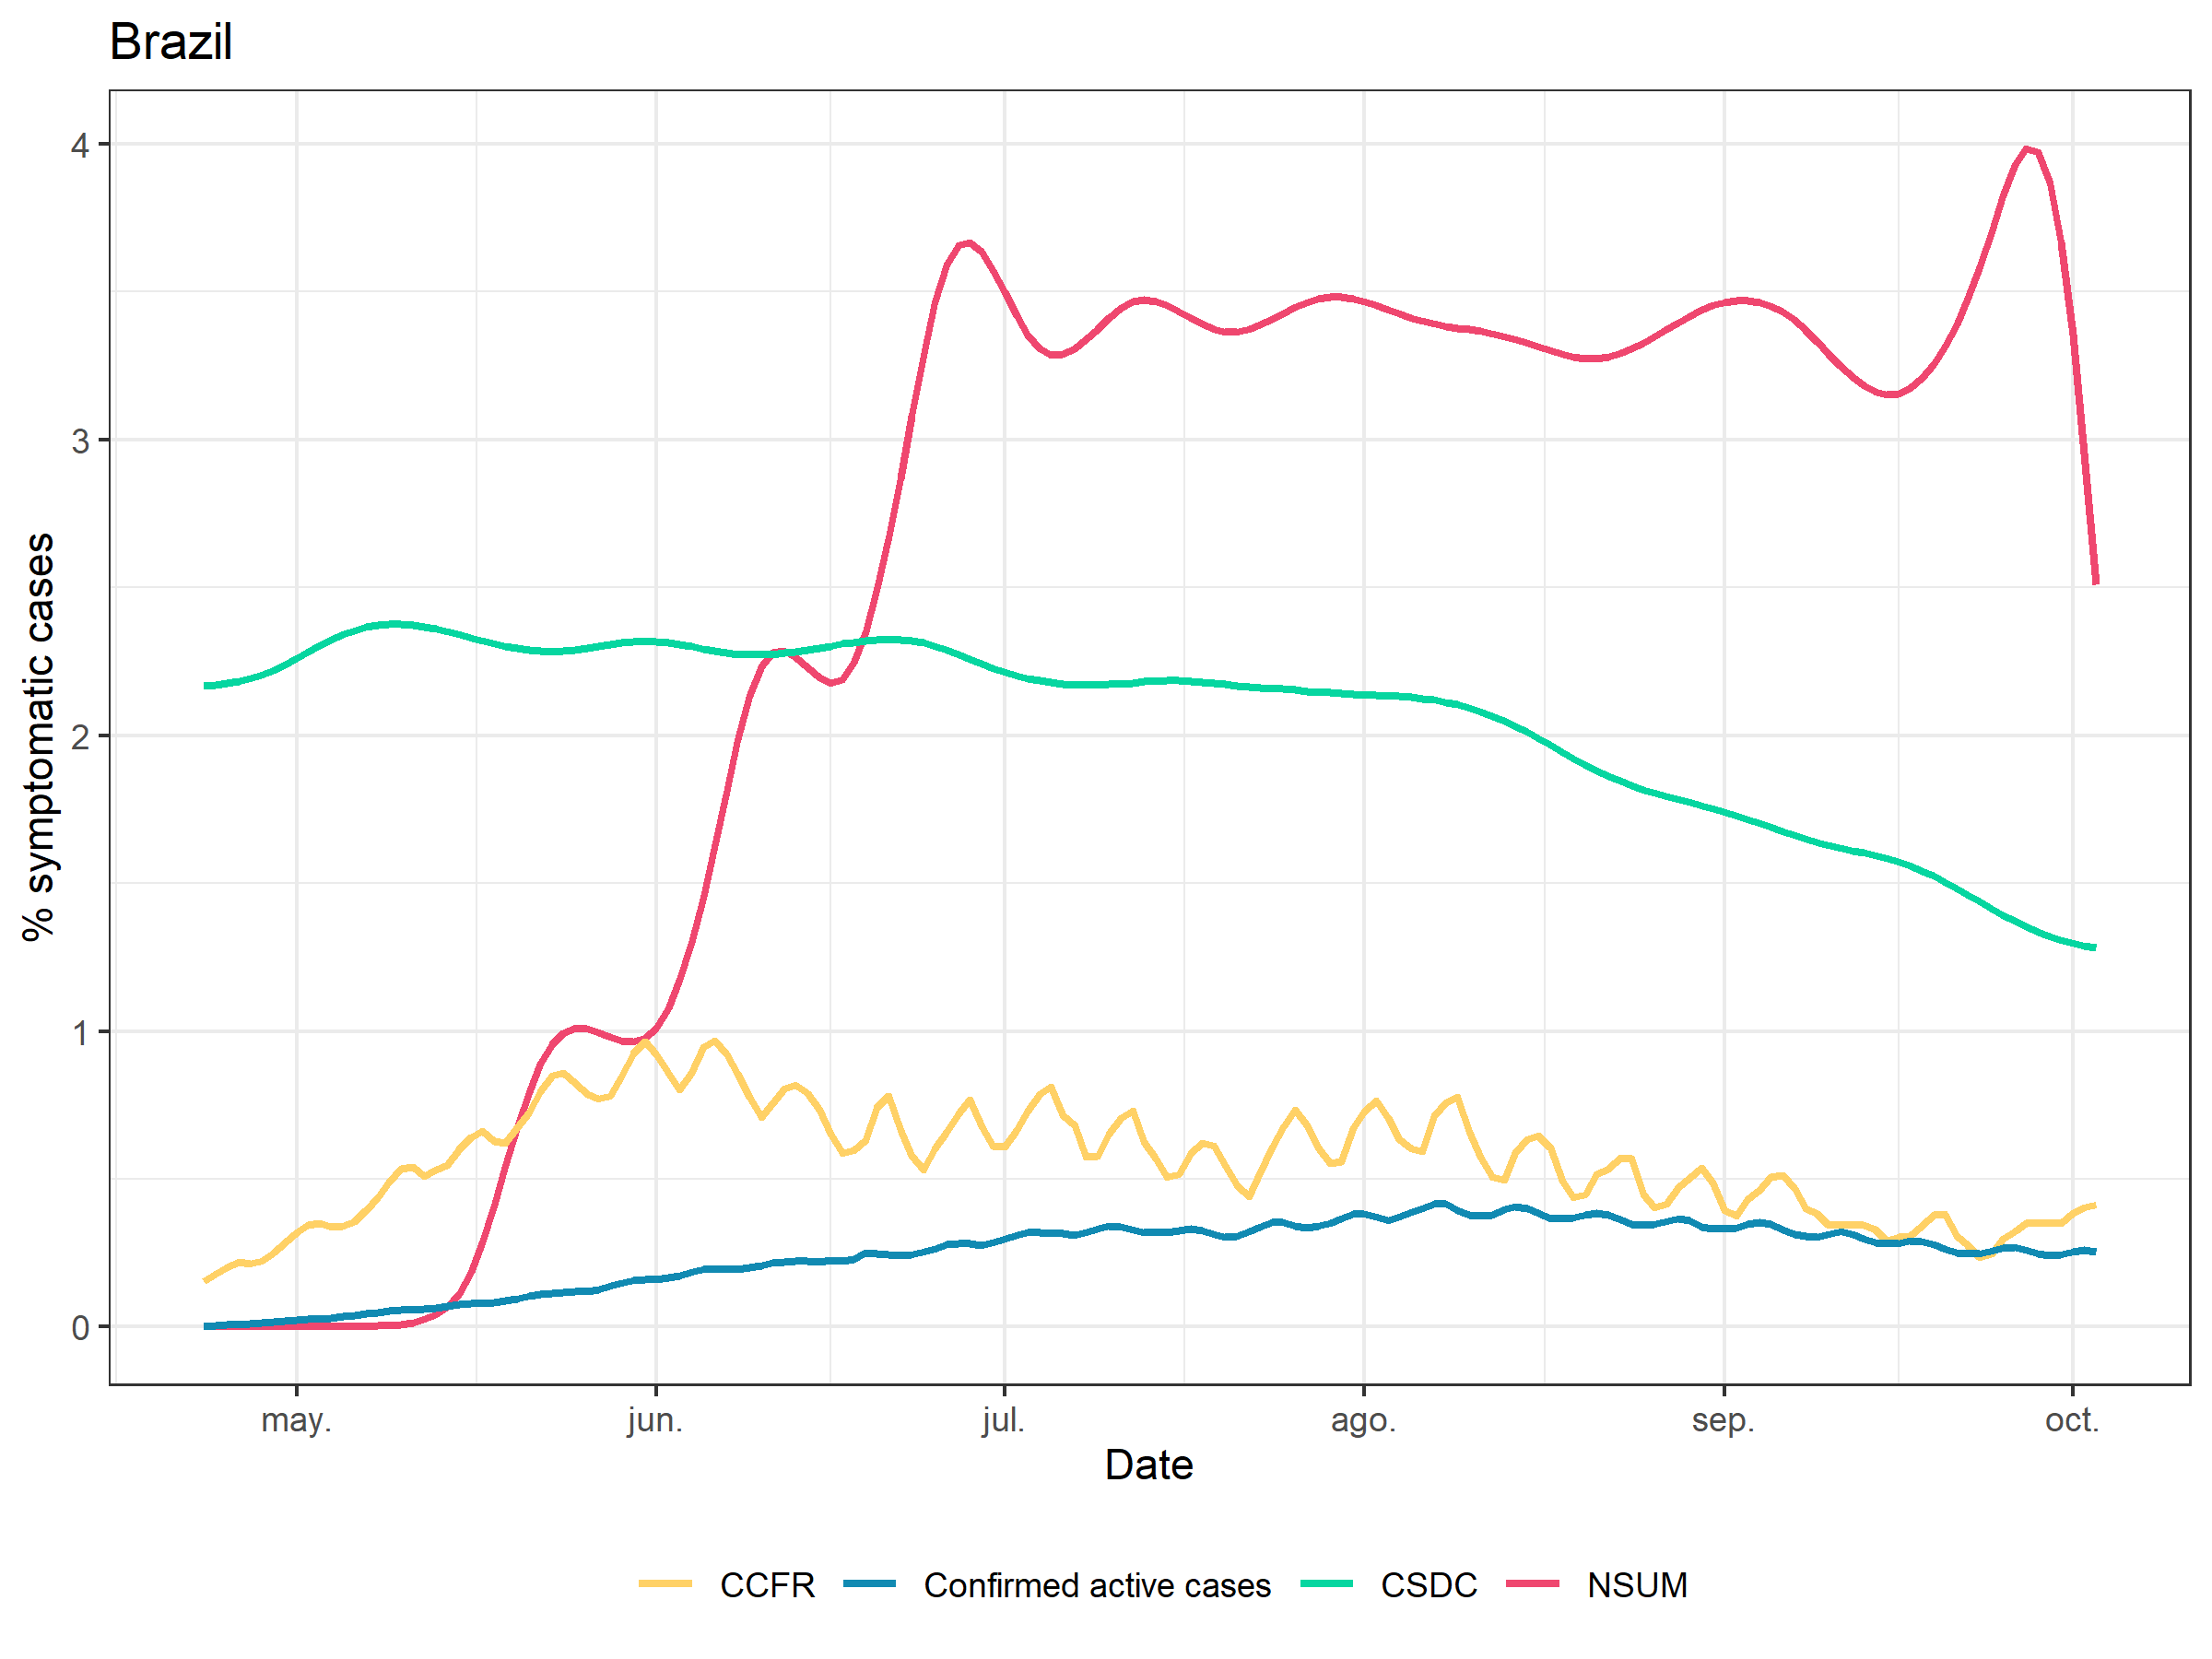 Brazil
4
3
2
1
0
% symptomatic cases
may. jun. jul. ago. sep. oct.
Date
CCFR Confirmed active cases CSDC NSUM